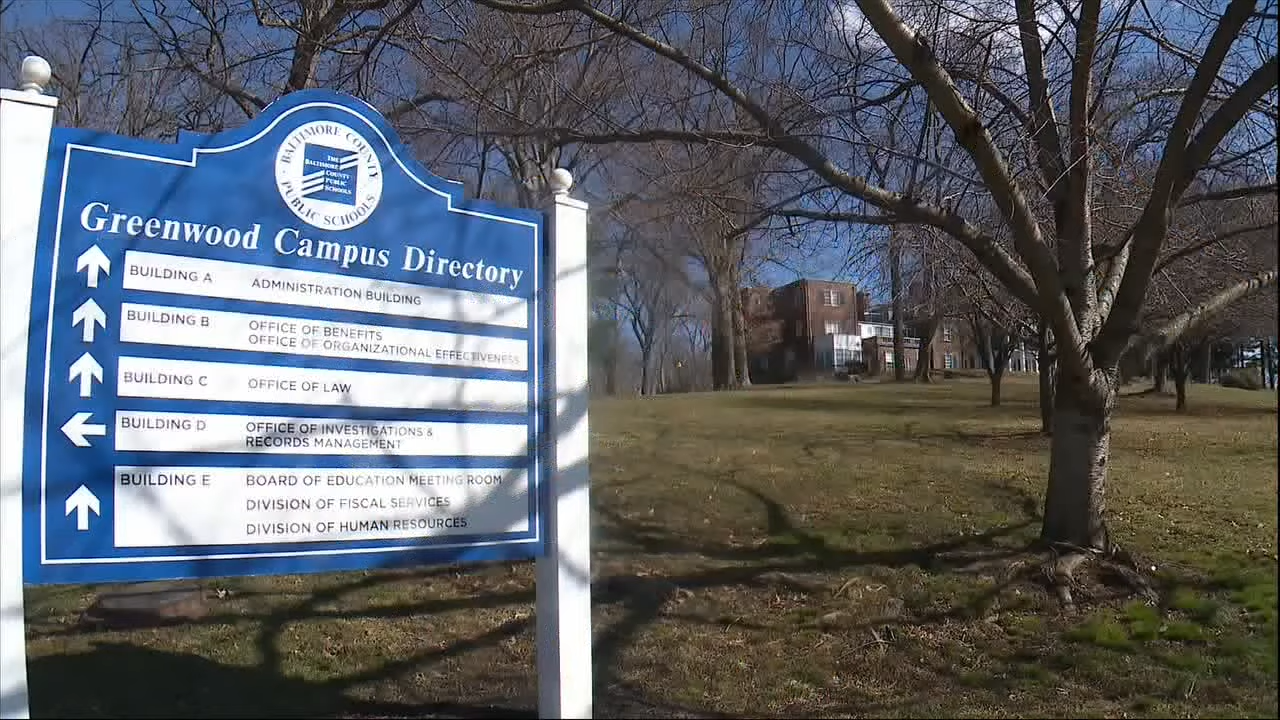 BALTIMORE COUNTY
THE
BALTIMORE
COUNTY
PUBLIC
SCHOOLS
PUBLIC SCHOOLS
Greenwood Campus Directory
BUILDING A ADMINISTRATION BUILDING
BUILDING B OFFICE OF BENEFITS
OFFICE OF ORGANIZATIONAL EFFECTIVENESS
BUILDING C OFFICE OF LAW
BUILDING D OFFICE OF INVESTIGATIONS &
RECORDS MANAGEMENT
BUILDING E BOARD OF EDUCATION MEETING ROOM
DIVISION OF FISCAL SERVICES
DIVISION OF HUMAN RESOURCES